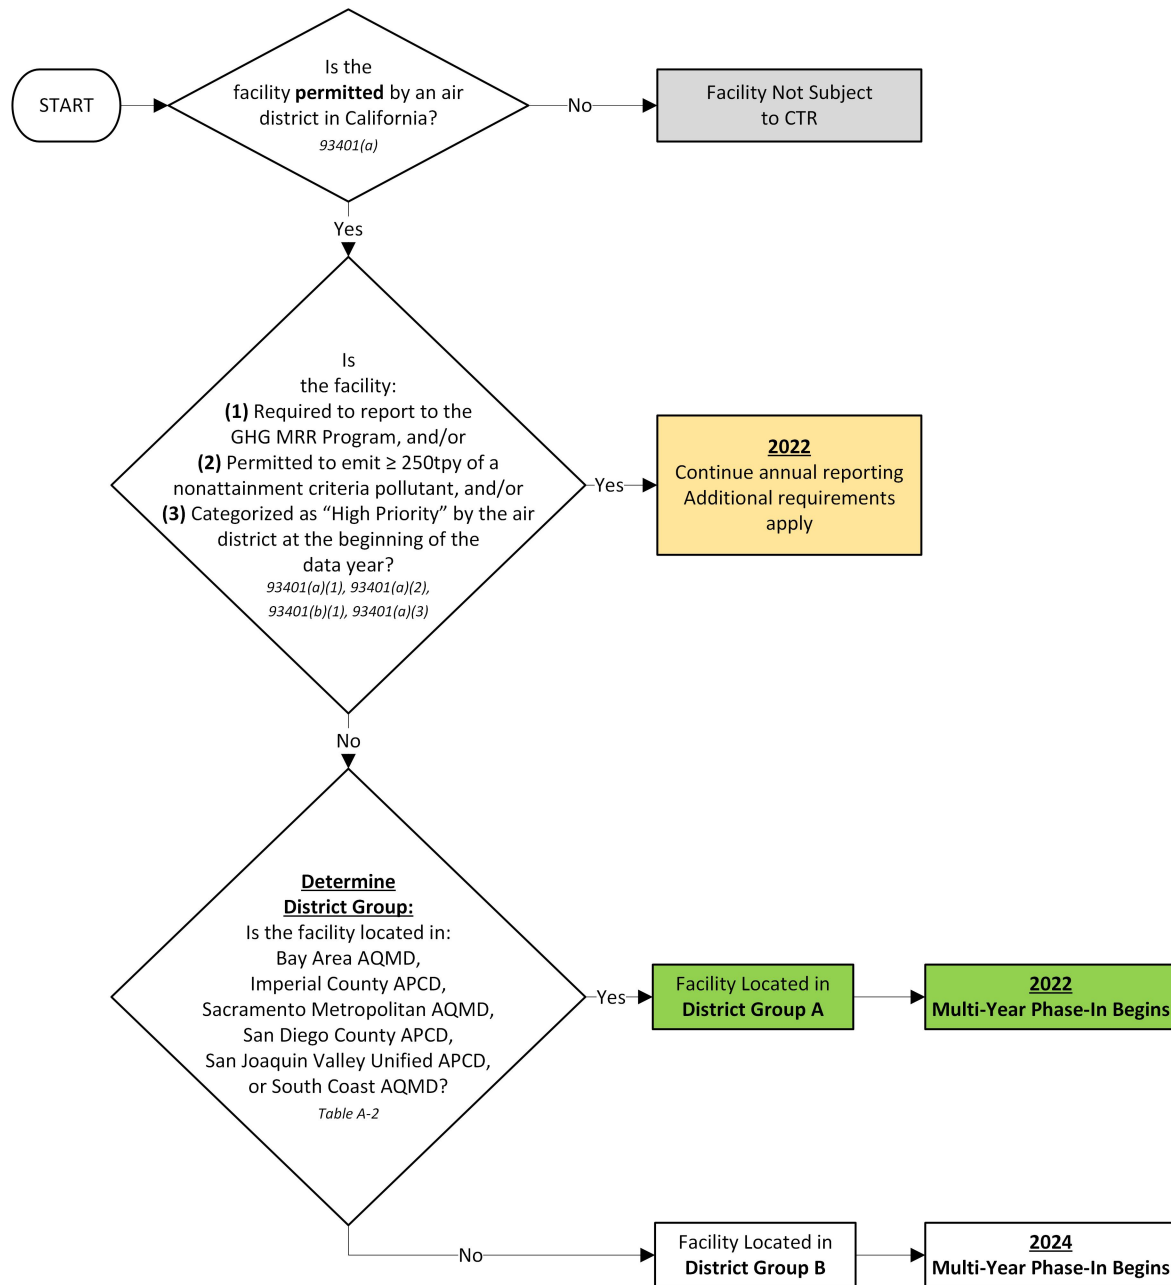 START
Is the
facility permitted by an air
district in California?
93401(a)
No
Facility Not Subject
to CTR
Yes
Is
the facility:
(1) Required to report to the
GHG MRR Program, and/or
(2) Permitted to emit ≥ 250tpy of a
nonattainment criteria pollutant, and/or
(3) Categorized as “High Priority” by the air
district at the beginning of the
data year?
93401(a)(1), 93401(a)(2),
93401(b)(1), 93401(a)(3)
Yes
2022
Continue annual reporting
Additional requirements
apply
No
Determine
District Group:
Is the facility located in:
Bay Area AQMD,
Imperial County APCD,
Sacramento Metropolitan AQMD,
San Diego County APCD,
San Joaquin Valley Unified APCD,
or South Coast AQMD?
Table A-2
Yes
Facility Located in
District Group A
2022
Multi-Year Phase-In Begins
No
Facility Located in
District Group B
2024
Multi-Year Phase-In Begins